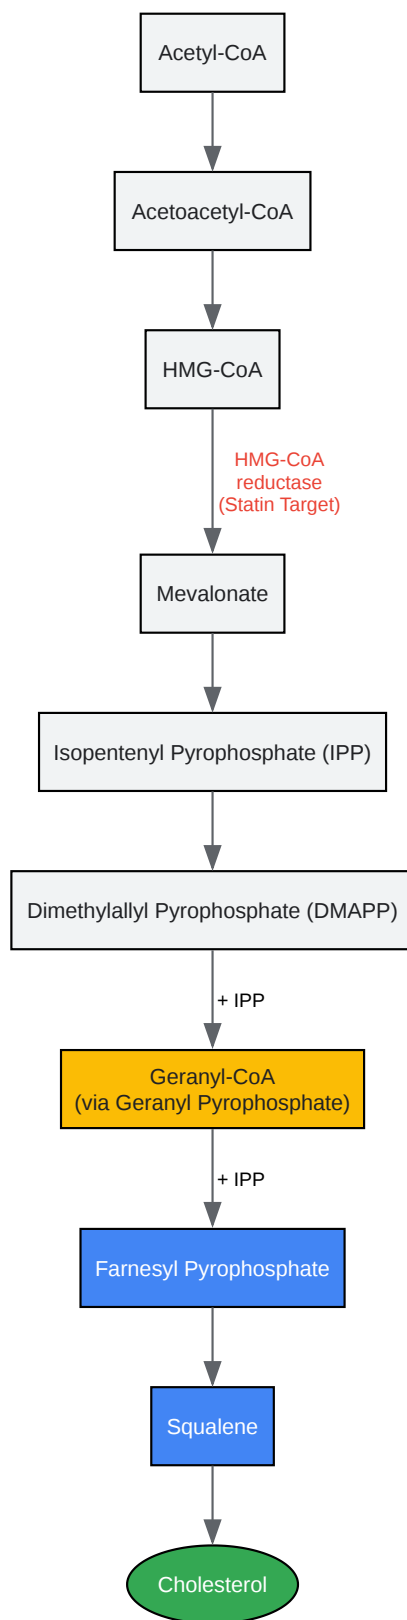 Acetyl-CoA
Acetoacetyl-CoA
HMG-CoA
HMG-CoA
reductase
(Statin Target)
Mevalonate
Isopentenyl Pyrophosphate (IPP)
Dimethylallyl Pyrophosphate (DMAPP)
+ IPP
Geranyl-CoA
(via Geranyl Pyrophosphate)
+ IPP
Farnesyl Pyrophosphate
Squalene
Cholesterol